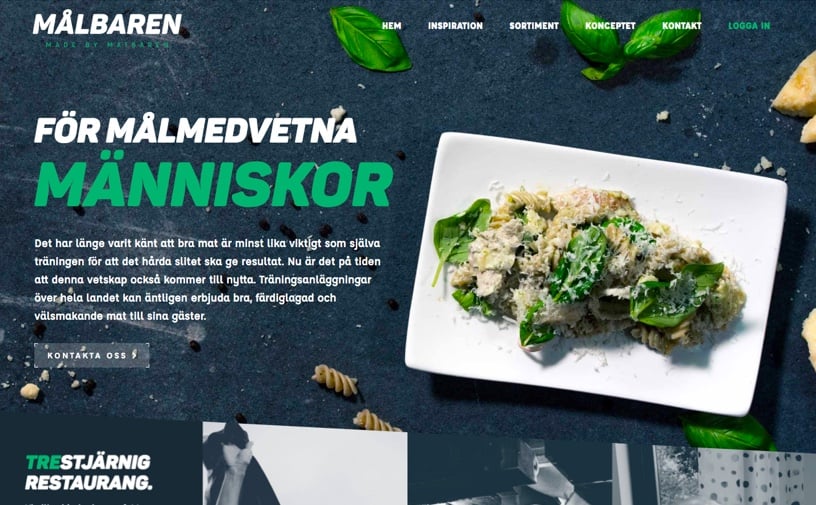 MÅLBAREN
MADE BY MÅLBAREN
HEM
INSPIRATION
SORTIMENT
KONCEPTET
KONTAKT
LOGGA IN
FÖR MÅLMEDVETNA
MÄNNISKOR
Det har länge varit känt att bra mat är minst lika viktigt som själva
träningen för att det hårda slitet ska ge resultat. Nu är det på tiden
att denna vetskap också kommer till nytta. Träningsanläggningar
över hela landet kan äntligen erbjuda bra, färdiglagad och
välsmakande mat till sina gäster.
KONTAKTA OSS
TRESTJÄRNIG
RESTAURANG.